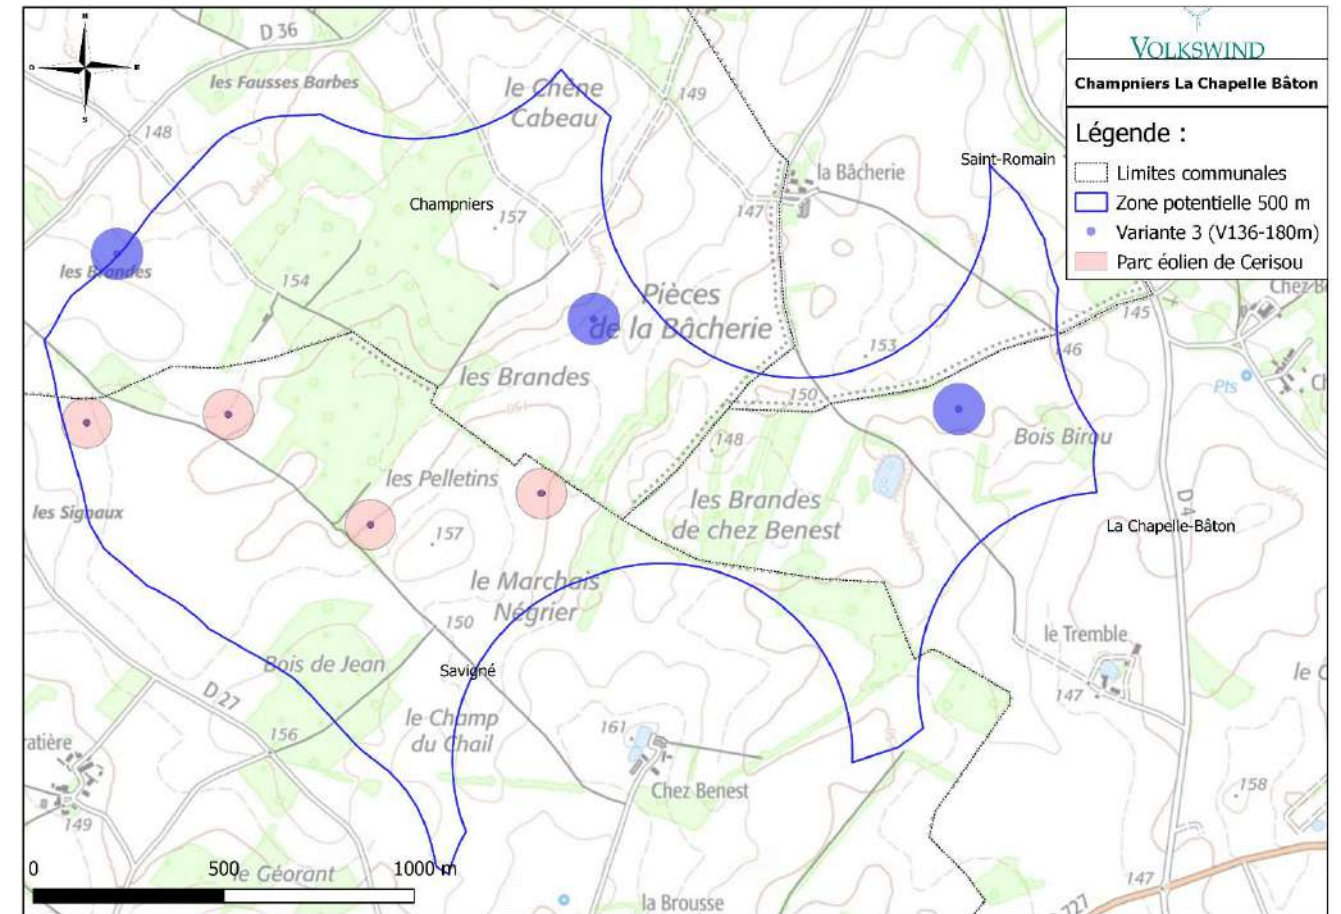 N
O
E
S
D 36
les Fausses Barbes
le Chêne
Cabeau
149
148
VOLKSWIND
Champniers La Chapelle Bâton
Légende :
Limites communales
Zone potentielle 500 m
Variante 3 (V136-180m)
Parc éolien de Cerisou
Saint-Romain
la Bâcherie
147
Champniers
157
les Brandes
154
Pièces
de la Bâcherie
153
145
146
Pts
les Brandes
150
Bois Birou
148
les Pelletins
les Signaux
157
les Brandes
de chez Benest
La Chapelle-Bâton
D 4
le Marchais
Négrier
150
le Tremble
147
Bois de Jean
Savigné
D 27
le Champ
du Chail
156
161
Chez Benest
158
149
le Géorant
0
500
1000 m
la Brousse
147